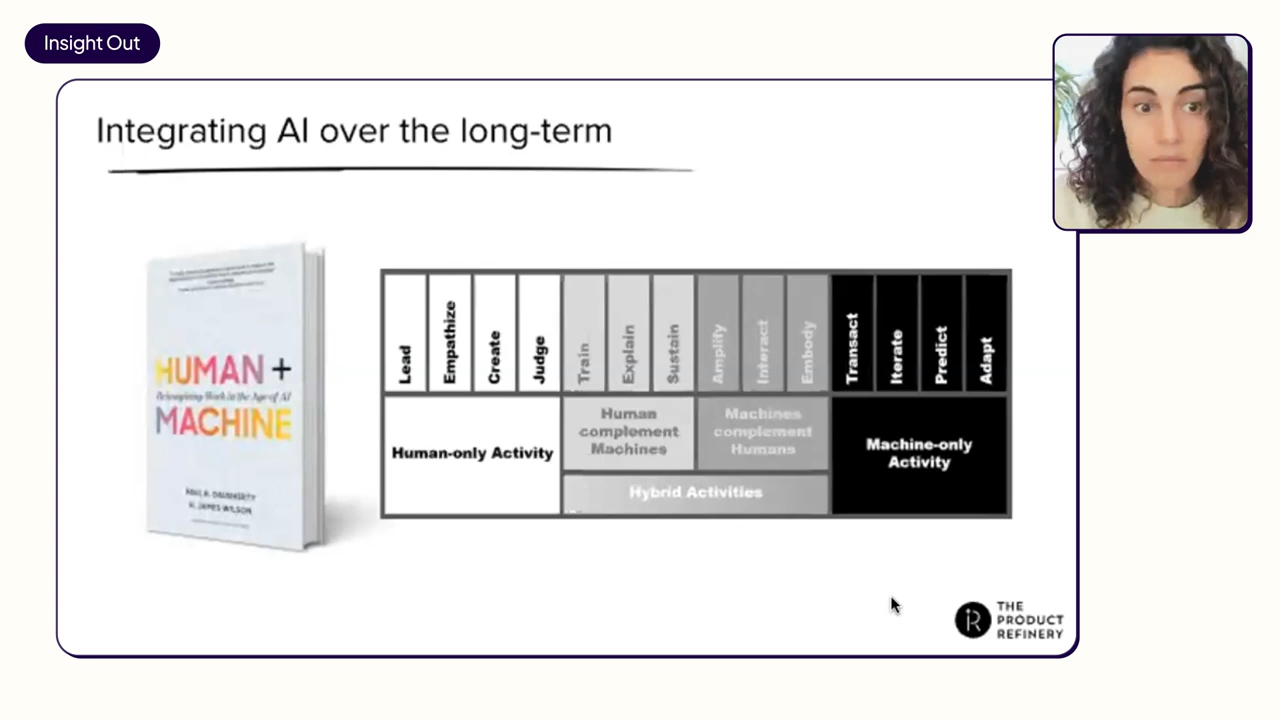 Insight Out
Integrating AI over the long-term
HUMAN +
Reimagining Work in the Age of AI
MACHINE
PAUL R. DAUGHERTY
H. JAMES WILSON
Lead
Empathize
Create
Judge
Train
Explain
Sustain
Amplify
Interact
Embody
Transact
Iterate
Predict
Adapt
Human-only Activity
Human
complement
Machines
Machines
complement
Humans
Hybrid Activities
Machine-only
Activity
THE
PRODUCT
REFINERY